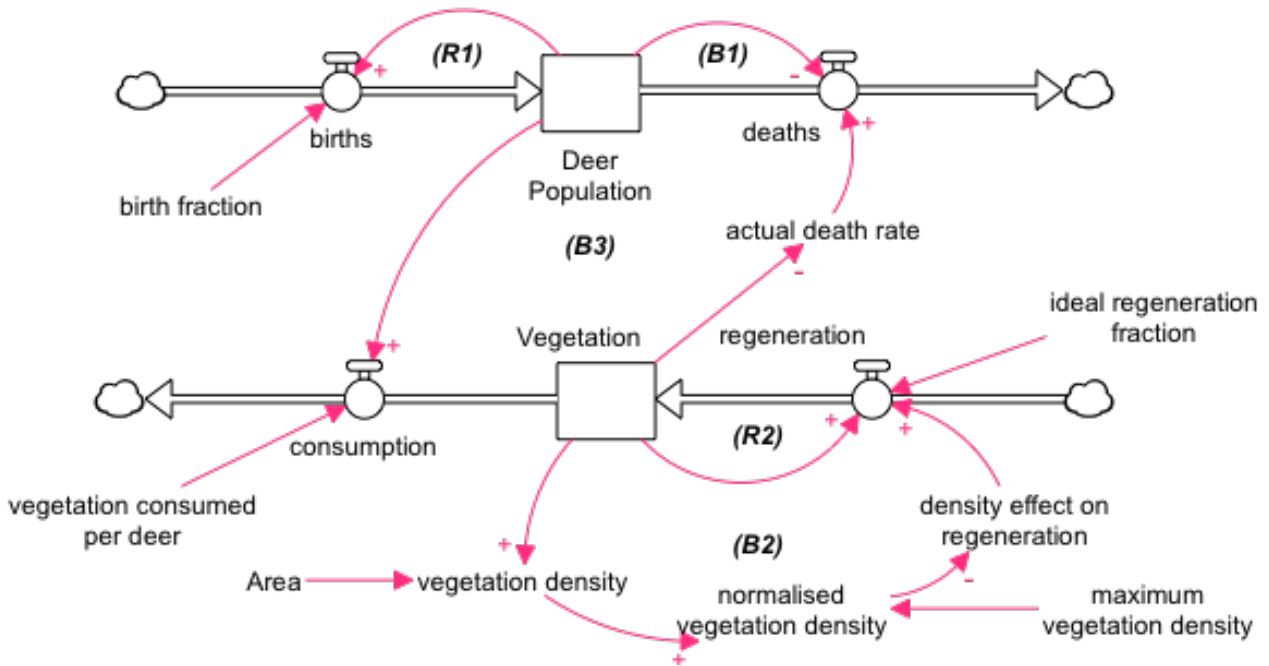 (R1)
(B1)
+
-
births
deaths
+
Deer
Population
birth fraction
actual death rate
(B3)
-
ideal regeneration
fraction
Vegetation
regeneration
+
+
+
(R2)
consumption
vegetation consumed
per deer
density effect on
regeneration
+
(B2)
-
Area
vegetation density
normalised
vegetation density
maximum
vegetation density
+